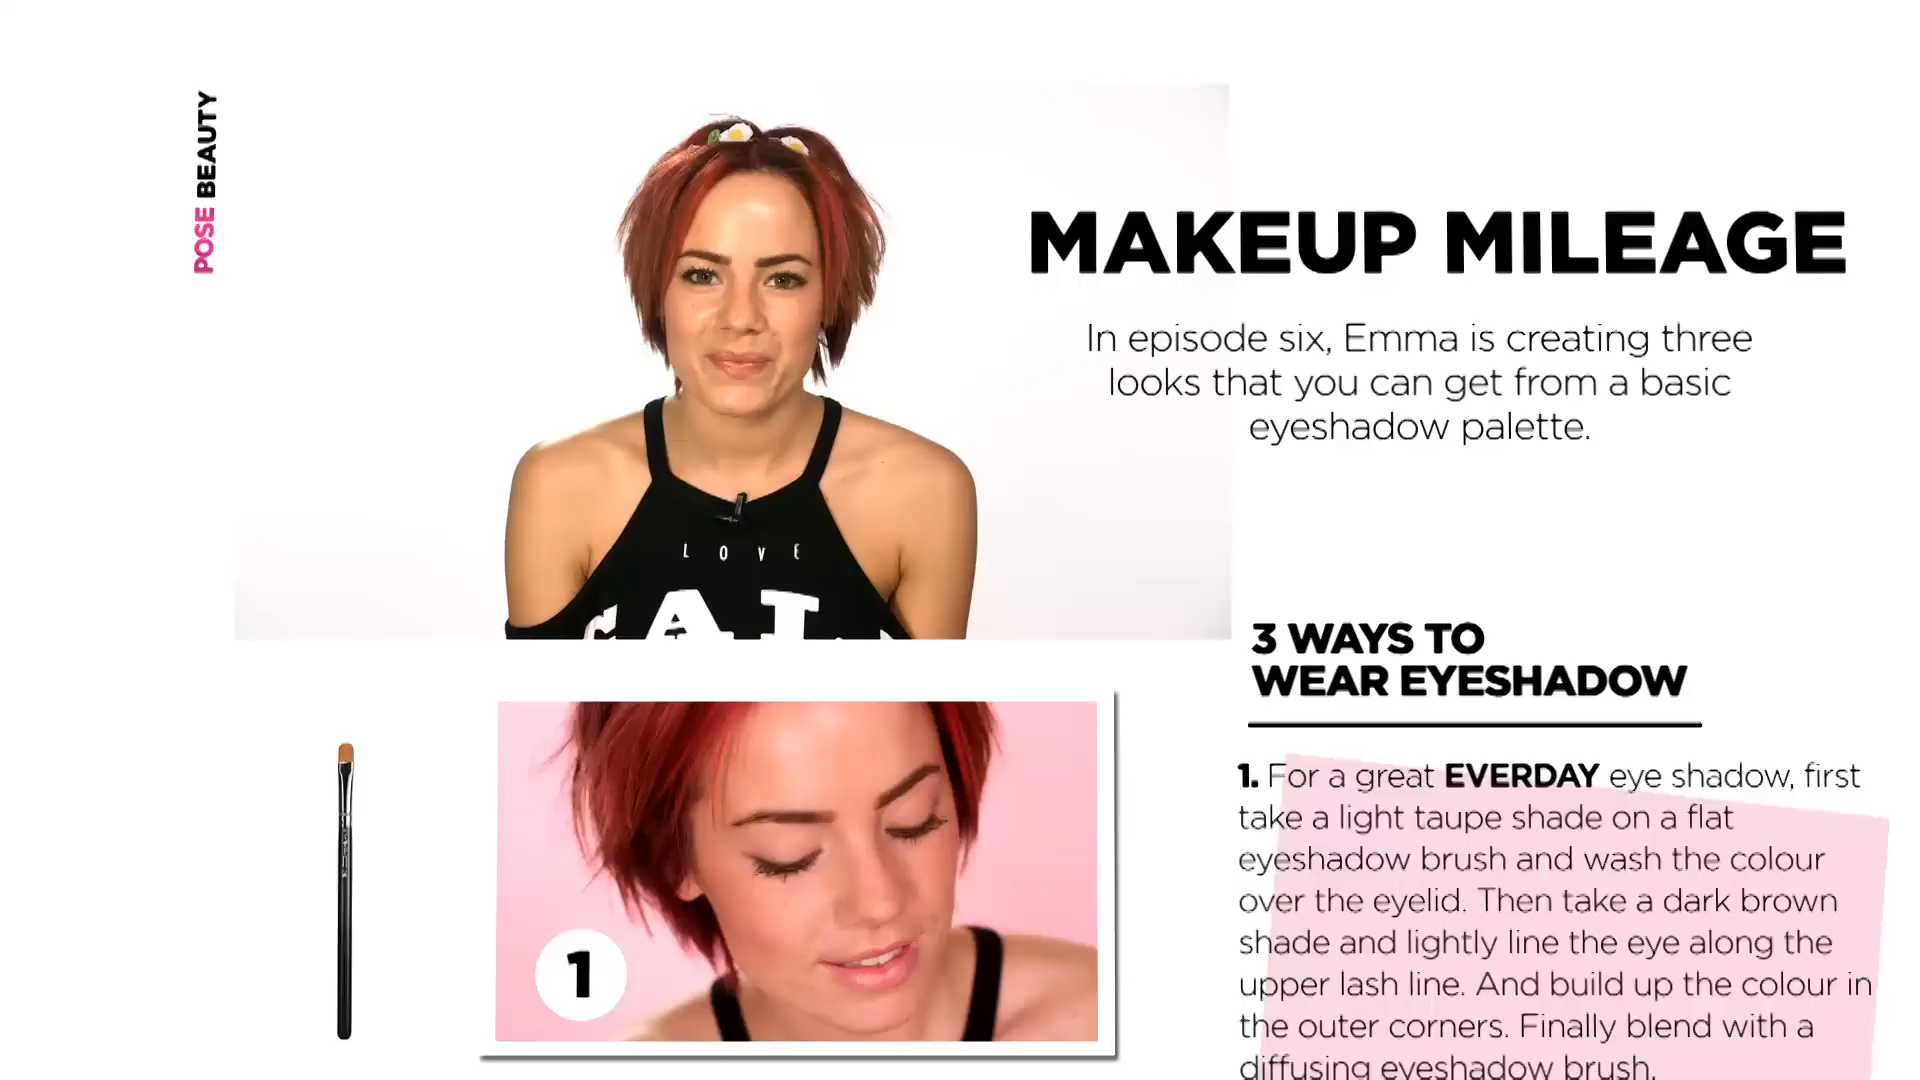 POSE BEAUTY
MAKEUP MILEAGE
In episode six, Emma is creating three
looks that you can get from a basic
eyeshadow palette.
L O V E
3 WAYS TO
WEAR EYESHADOW
1
1. For a great EVERDAY eye shadow, first
take a light taupe shade on a flat
eyeshadow brush and wash the colour
over the eyelid. Then take a dark brown
shade and lightly line the eye along the
upper lash line. And build up the colour in
the outer corners. Finally blend with a
diffusing eyeshadow brush.